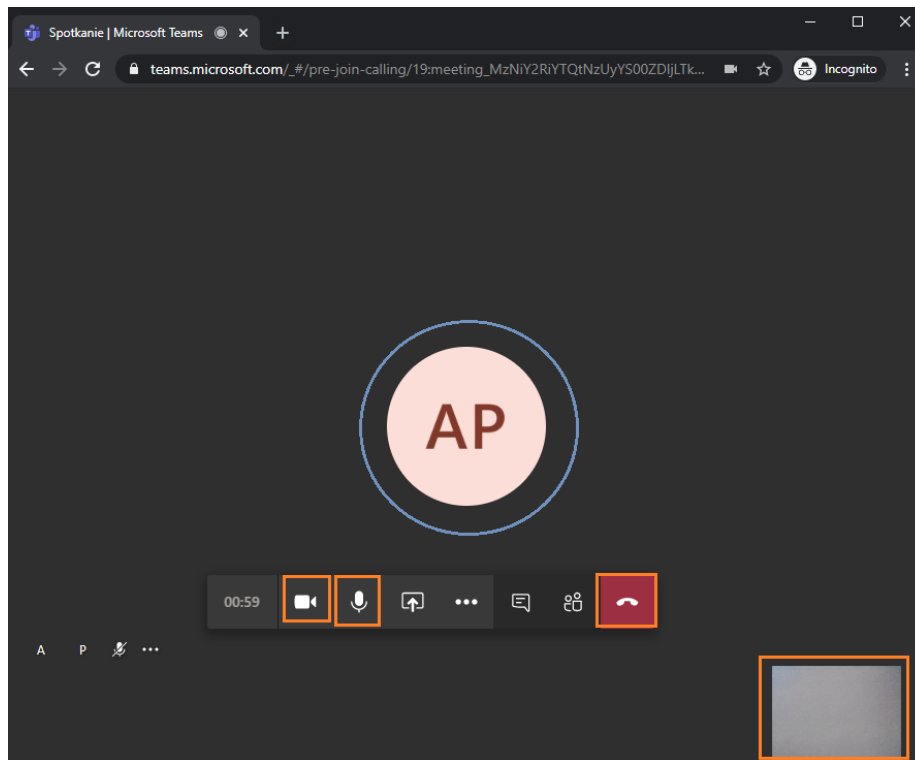 Spotkanie | Microsoft Teams
teams.microsoft.com/_#/pre-join-calling/19:meeting_MzNiY2RiYTQtNzUyYS00ZDljLTk...
Incognito
AP
00:59
A P